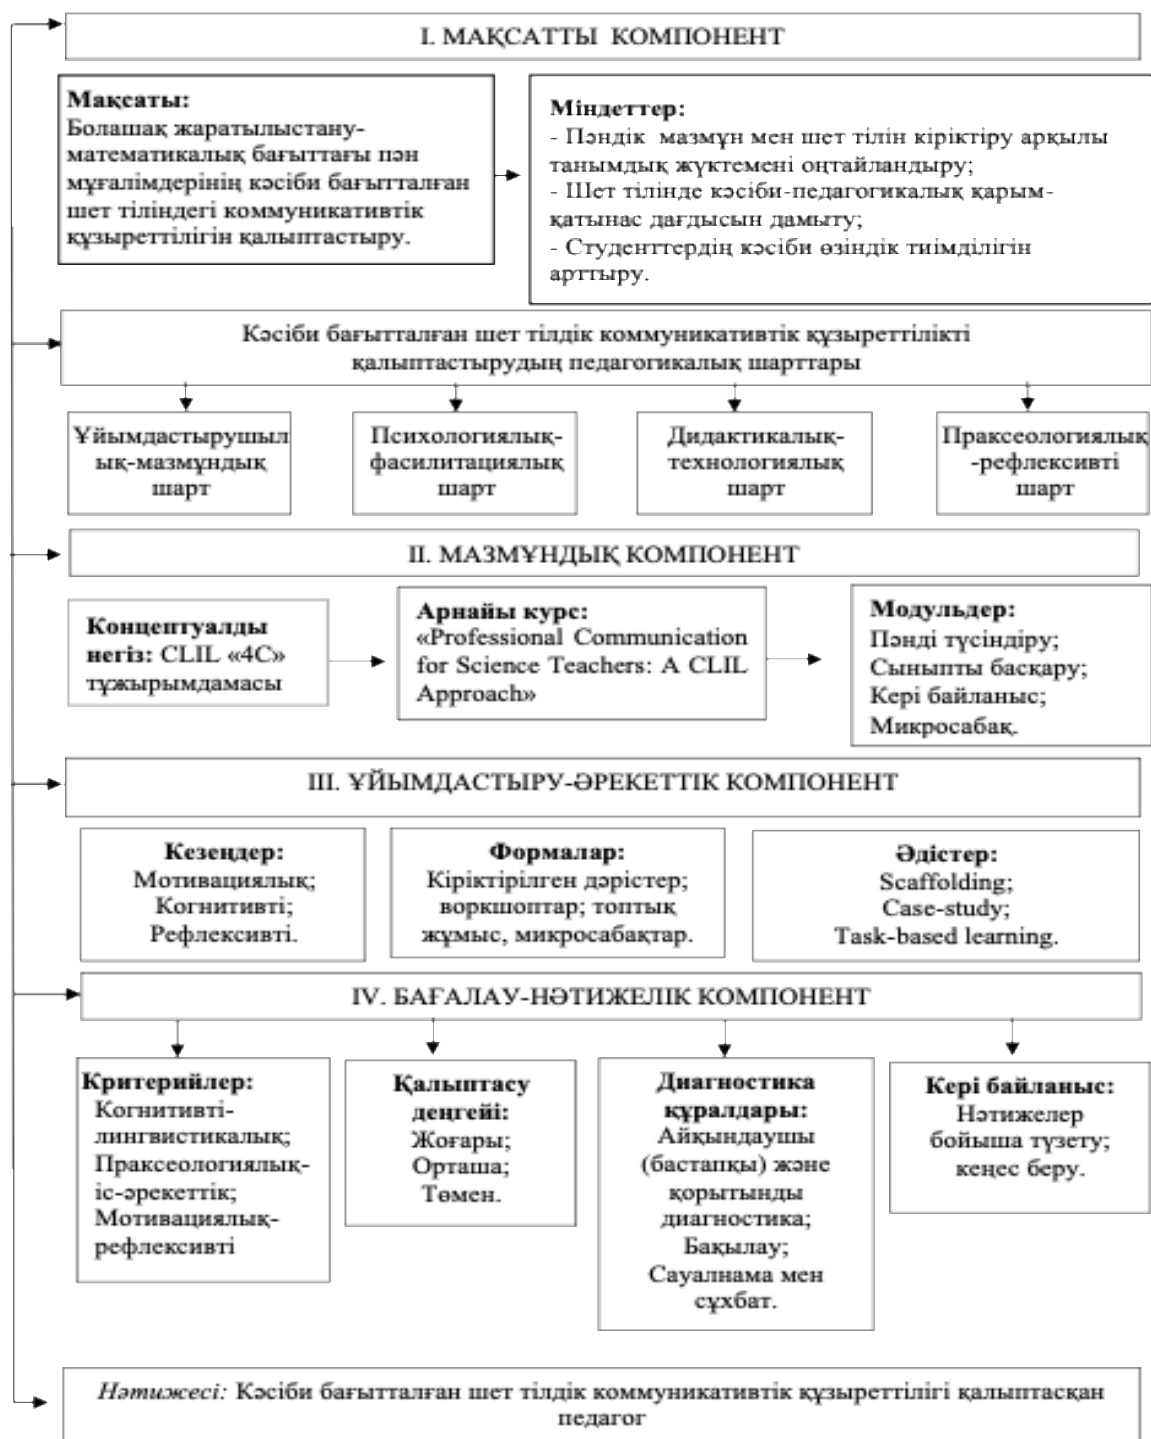 I. МАҚСАТТЫ КОМПОНЕНТ
Мақсаты:
Болашақ жаратылыстану-
математикалық бағыттағы пән
мұғалімдерінің кәсіби бағытталған
шет тіліндегі коммуникативтік
құзыреттілігін қалыптастыру.
Міндеттер:
- Пәндік мазмұн мен шет тілін кіріктіру арқылы
танымдық жүктемені оңтайландыру;
- Шет тілінде кәсіби-педагогикалық қарым-
қатынас дағдысын дамыту;
- Студенттердің кәсіби өзіндік тиімділігін
арттыру.
Кәсіби бағытталған шет тілдік коммуникативтік құзыреттілікті
қалыптастырудың педагогикалық шарттары
Ұйымдастырушыл
ық-мазмұндық
шарт
Психологиялық-
фасилитациялық
шарт
Дидактикалық-
технологиялық
шарт
Праксеологиялық
-рефлексивті
шарт
II. МАЗМҰНДЫҚ КОМПОНЕНТ
Концептуалды
негіз: CLIL «4C»
тұжырымдамасы
Арнайы курс:
«Professional Communication
for Science Teachers: A CLIL
Approach»
Модульдер:
Пәнді түсіндіру;
Сыныпты басқару;
Кері байланыс;
Микросабақ.
III. ҰЙЫМДАСТЫРУ-ӘРЕКЕТТІК КОМПОНЕНТ
Кезеңдер:
Мотивациялық;
Когнитивті;
Рефлексивті.
Формалар:
Кіріктірілген дәрістер;
воркшоптар; топтық
жұмыс, микросабақтар.
Әдістер:
Scaffolding;
Case-study;
Task-based learning.
IV. БАҒАЛАУ-НӘТИЖЕЛІК КОМПОНЕНТ
Критерийлер:
Когнитивті-
лингвистикалық;
Праксеологиялық-
іс-әрекеттік;
Мотивациялық-
рефлексивті
Қалыптасу
деңгейі:
Жоғары;
Орташа;
Төмен.
Диагностика
құралдары:
Айқындаушы
(бастапқы) және
қорытынды
диагностика;
Бақылау;
Сауалнама мен
сұхбат.
Кері байланыс:
Нәтижелер
бойыша түзету;
кеңес беру.
Нәтижесі: Кәсіби бағытталған шет тілдік коммуникативтік құзыреттілігі қалыптасқан
педагог